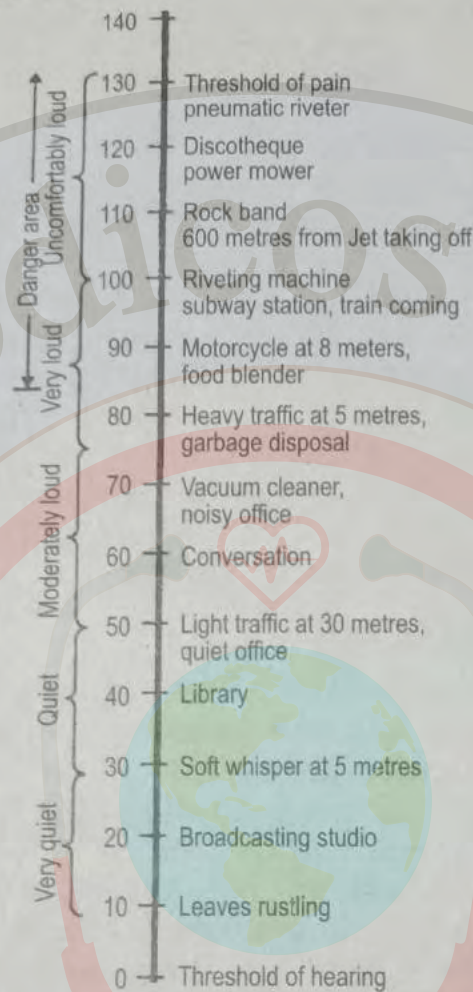 140
130 Threshold of pain
pneumatic riveter
120 Discotheque
power mower
110 Rock band
600 metres from Jet taking off
100 Riveting machine
subway station, train coming
90 Motorcycle at 8 meters,
food blender
80 Heavy traffic at 5 metres,
garbage disposal
70 Vacuum cleaner,
noisy office
60 Conversation
50 Light traffic at 30 metres,
quiet office
40 Library
30 Soft whisper at 5 metres
20 Broadcasting studio
10 Leaves rustling
0 Threshold of hearing
Danger area
Uncomfortably loud
Very loud
Moderately loud
Quiet
Very quiet
dicos